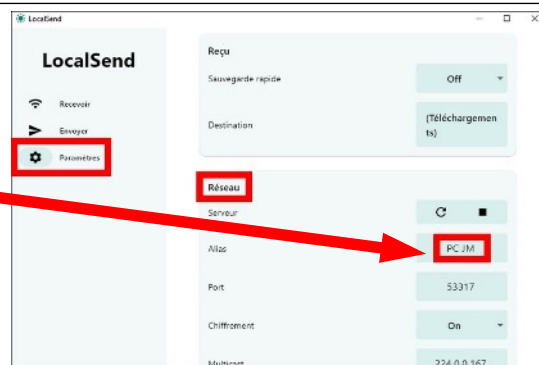 LocalSend
LocalSend
Recevoir
Envoyer
Paramètres
Reçu
Sauvegarde rapide
Off
Destination
(Téléchargemen
ts)
Réseau
Serveur
Alias
PC JM
Port
53317
Chiffrement
On
Multicast
224.0.0.167